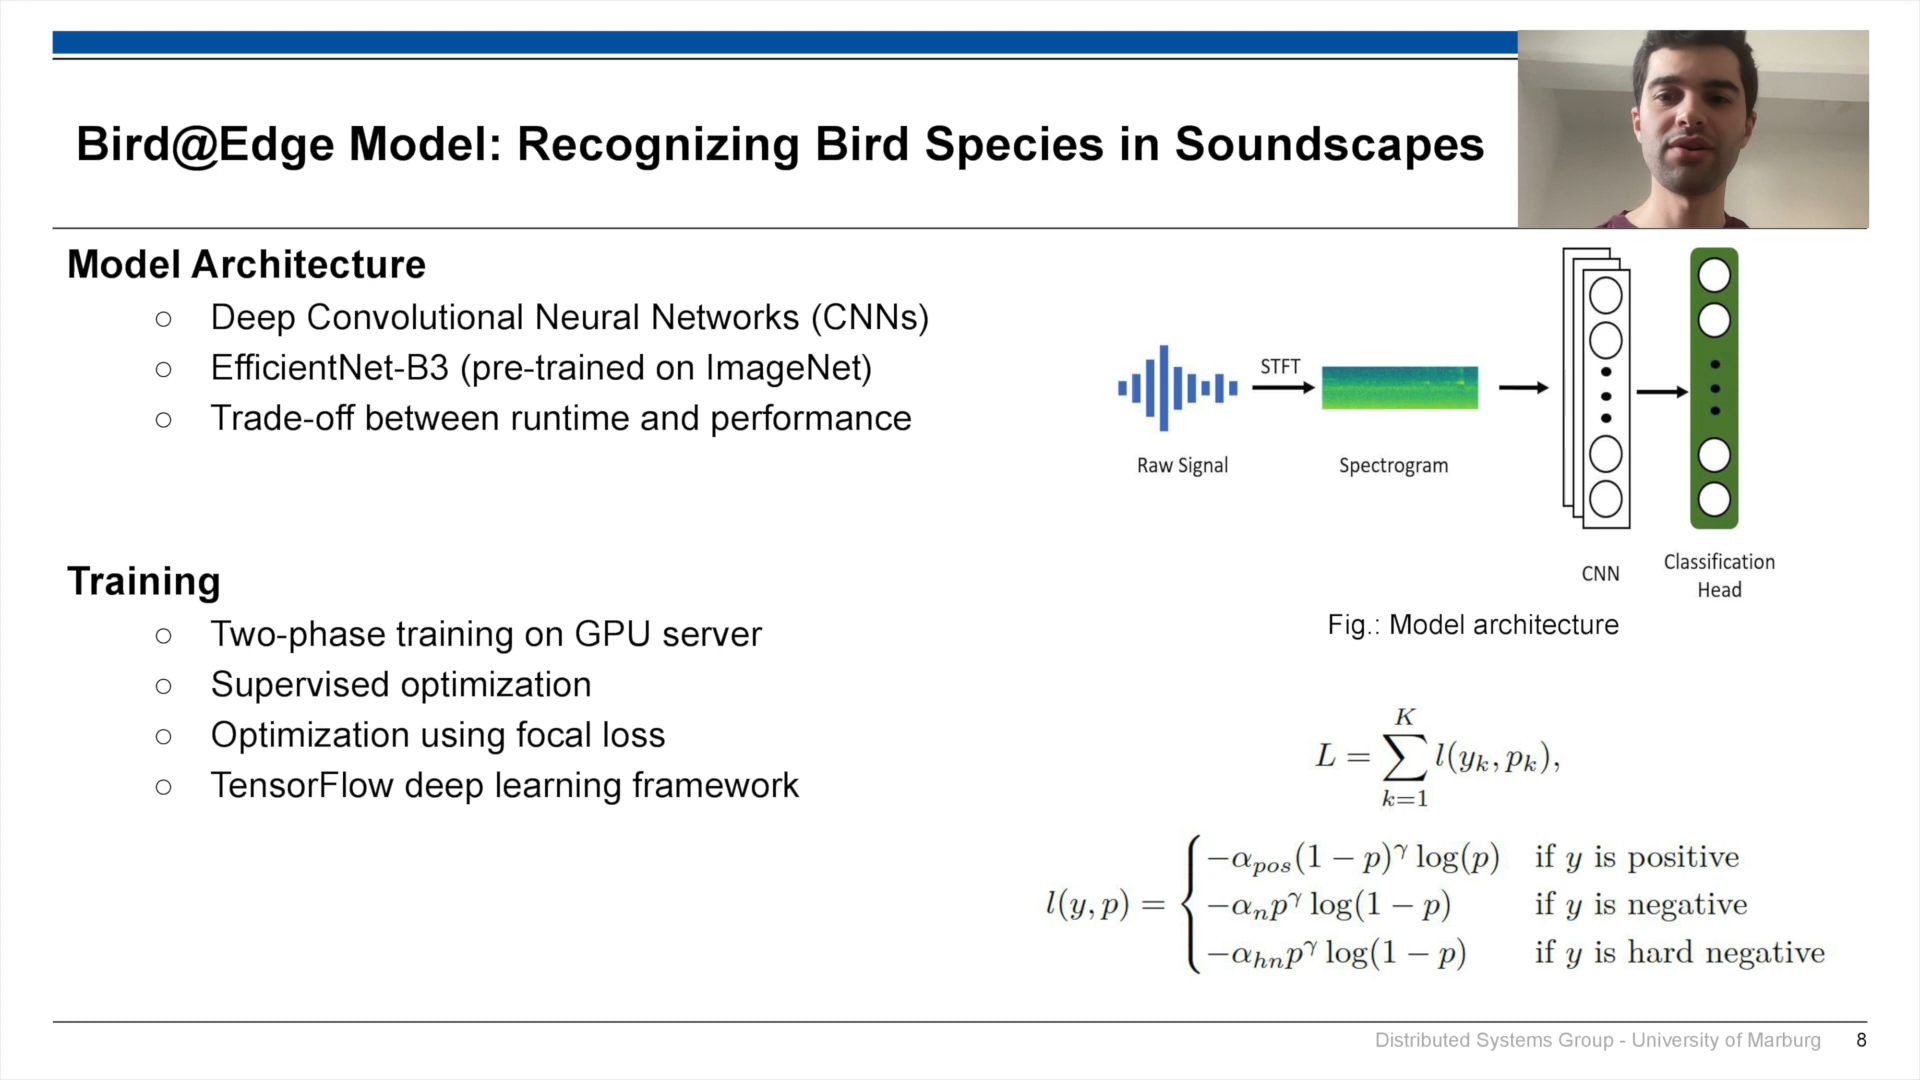 Bird@Edge Model: Recognizing Bird Species in Soundscapes
Model Architecture
○ Deep Convolutional Neural Networks (CNNs)
○ EfficientNet-B3 (pre-trained on ImageNet)
○ Trade-off between runtime and performance
STFT
Raw Signal
Spectrogram
CNN
Classification
Head
Fig.: Model architecture
Training
○ Two-phase training on GPU server
○ Supervised optimization
○ Optimization using focal loss
○ TensorFlow deep learning framework
L = ∑_{k=1}^{K} l(y_k, p_k),
l(y, p) = {
−α_{pos}(1 − p)^γ log(p) if y is positive
−α_n p^γ log(1 − p) if y is negative
−α_{hn} p^γ log(1 − p) if y is hard negative
Distributed Systems Group - University of Marburg 8